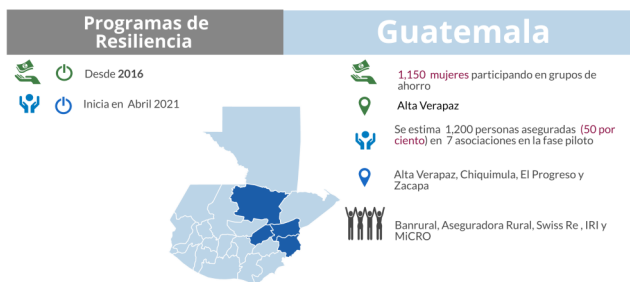 Programas de
Resiliencia
Guatemala
Desde 2016
Inicia en Abril 2021
1,150 mujeres participando en grupos de
ahorro
Alta Verapaz
Se estima 1,200 personas aseguradas (50 por
ciento) en 7 asociaciones en la fase piloto
Alta Verapaz, Chiquimula, El Progreso y
Zacapa
Banrural, Aseguradora Rural, Swiss Re , IRI y
MiCRO